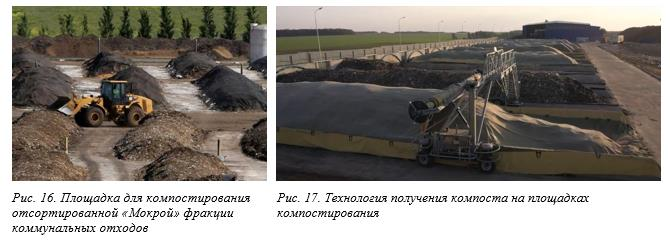 Рис. 16. Площадка для компостирования
отсортированной «Мокрой» фракции
коммунальных отходов
Рис. 17. Технология получения компоста на площадках
компостирования